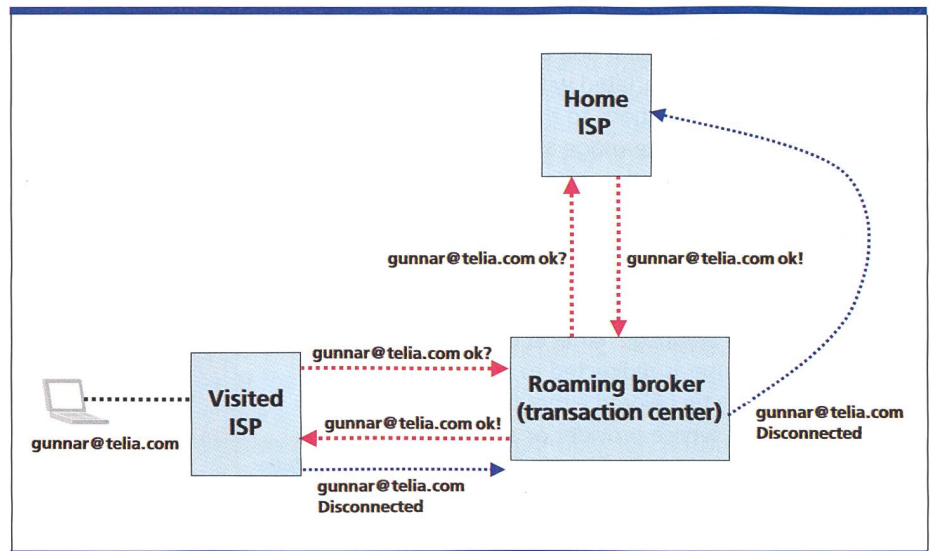 Home
ISP
gunnar@telia.com ok?
gunnar@telia.com ok!
gunnar@telia.com ok?
Visited
ISP
gunnar@telia.com ok!
Roaming broker
(transaction center)
gunnar@telia.com
gunnar@telia.com
Disconnected
gunnar@telia.com
Disconnected